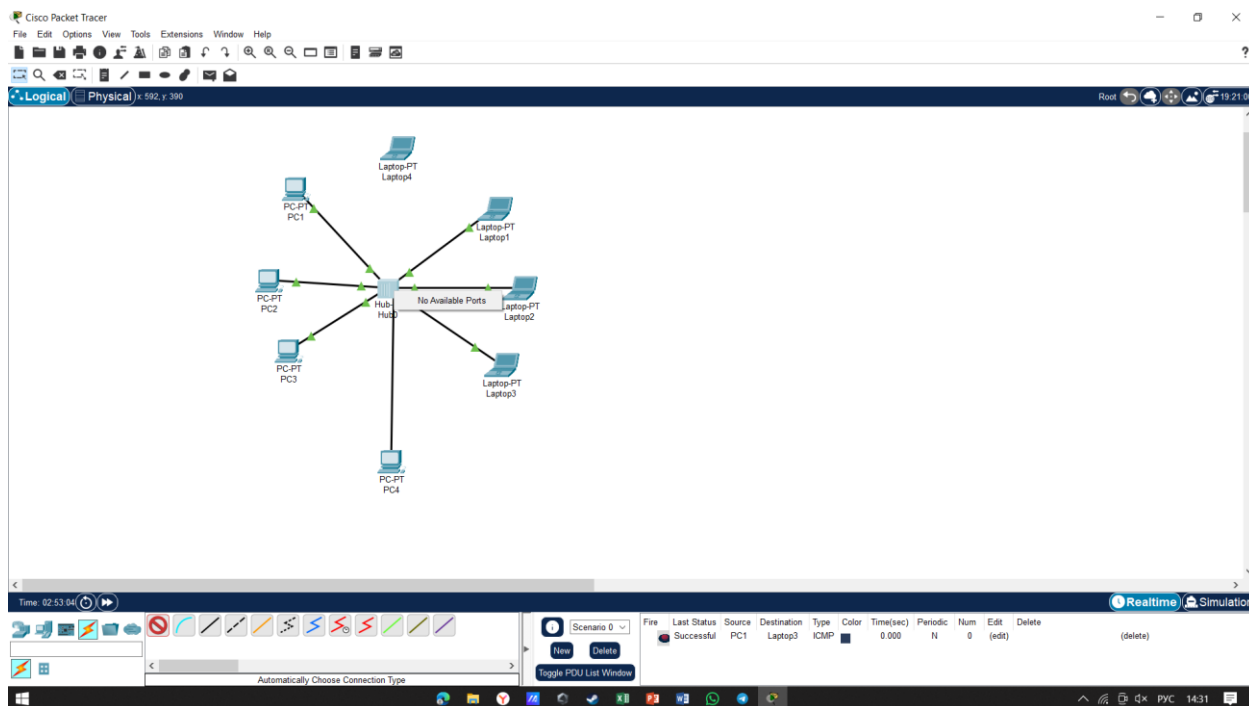 Cisco Packet Tracer
File Edit Options View Tools Extensions Window Help
?
Logical Physical x: 592, y: 390 Root 19:21:0
Laptop-PT
Laptop4
PC-PT
PC1
Laptop-PT
Laptop1
PC-PT
PC2
Hub-
Hub0
No Available Ports
Laptop-PT
Laptop2
PC-PT
PC3
Laptop-PT
Laptop3
PC-PT
PC4
Time: 02:53:04 Realtime Simulation
Scenario 0
New Delete
Toggle PDU List Window
Fire Last Status Source Destination Type Color Time(sec) Periodic Num Edit Delete
Successful PC1 Laptop3 ICMP 0.000 N 0 (edit) (delete)
Automatically Choose Connection Type
РУС 14:31